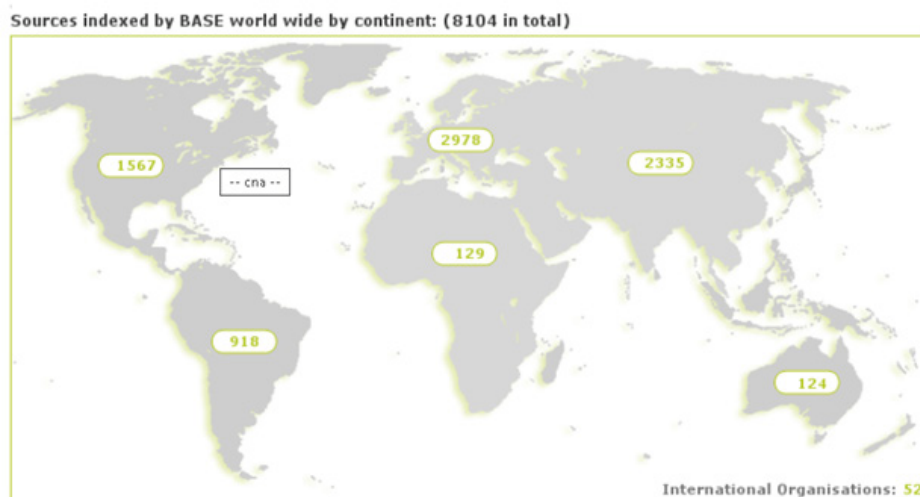 Sources indexed by BASE world wide by continent: (8104 in total)
2978
1567
2335
-- cna --
129
918
124
International Organisations: 52